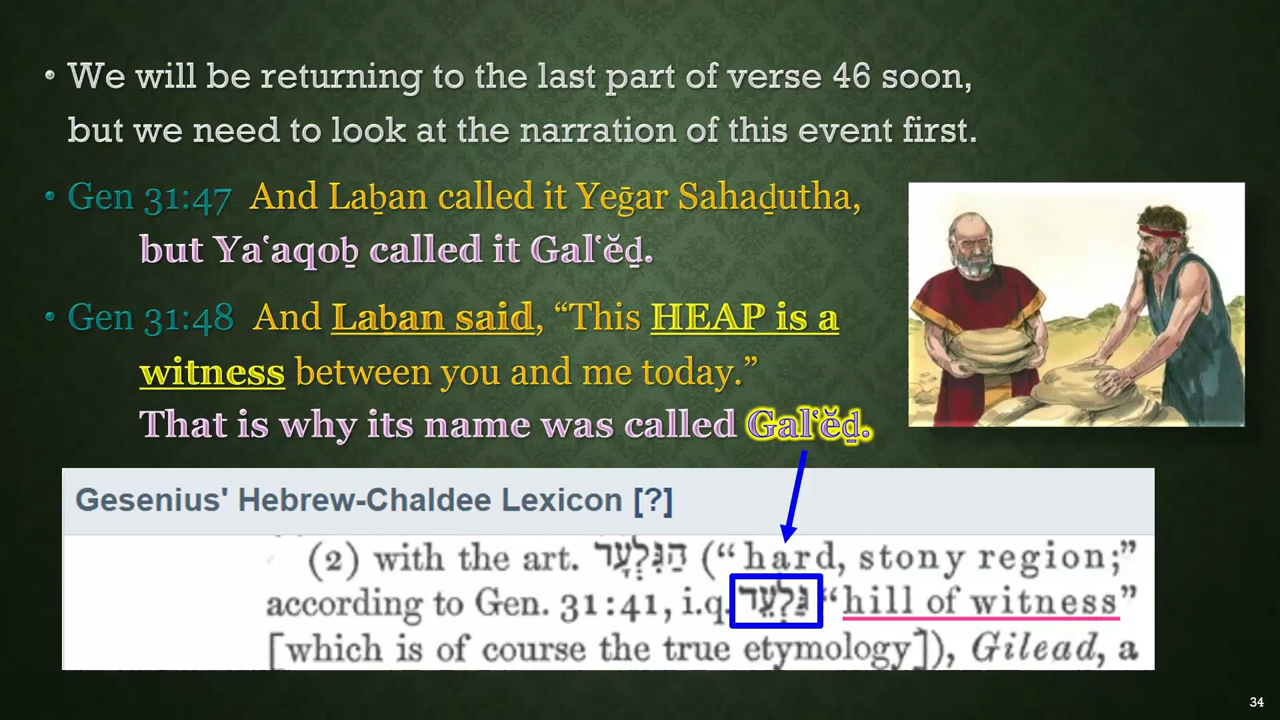 • We will be returning to the last part of verse 46 soon,
but we need to look at the narration of this event first.
• Gen 31:47 And Laḇan called it Yeḡar Sahaḏutha,
but Yaʽaqoḇ called it Galʽĕḏ.
• Gen 31:48 And Laḇan said, “This HEAP is a
witness between you and me today.”
That is why its name was called Galʽĕḏ.
Gesenius' Hebrew-Chaldee Lexicon [?]
(2) with the art. הַגִּלְעָד (“hard, stony region;”
according to Gen. 31:41, i.q. גַּלְעֵד “hill of witness”
[which is of course the true etymology]), Gilead, a
34